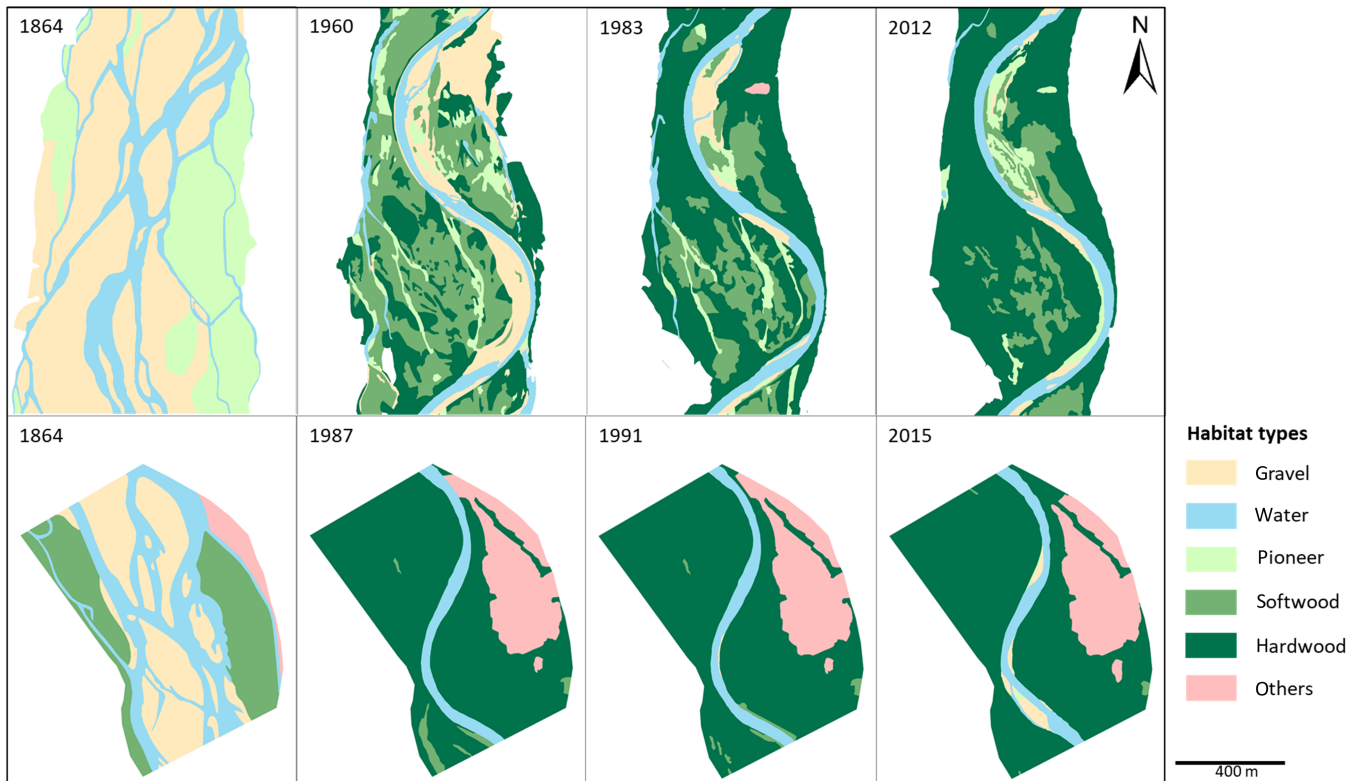 1864
1960
1983
2012
N
1864
1987
1991
2015
Habitat types
Gravel
Water
Pioneer
Softwood
Hardwood
Others
400 m